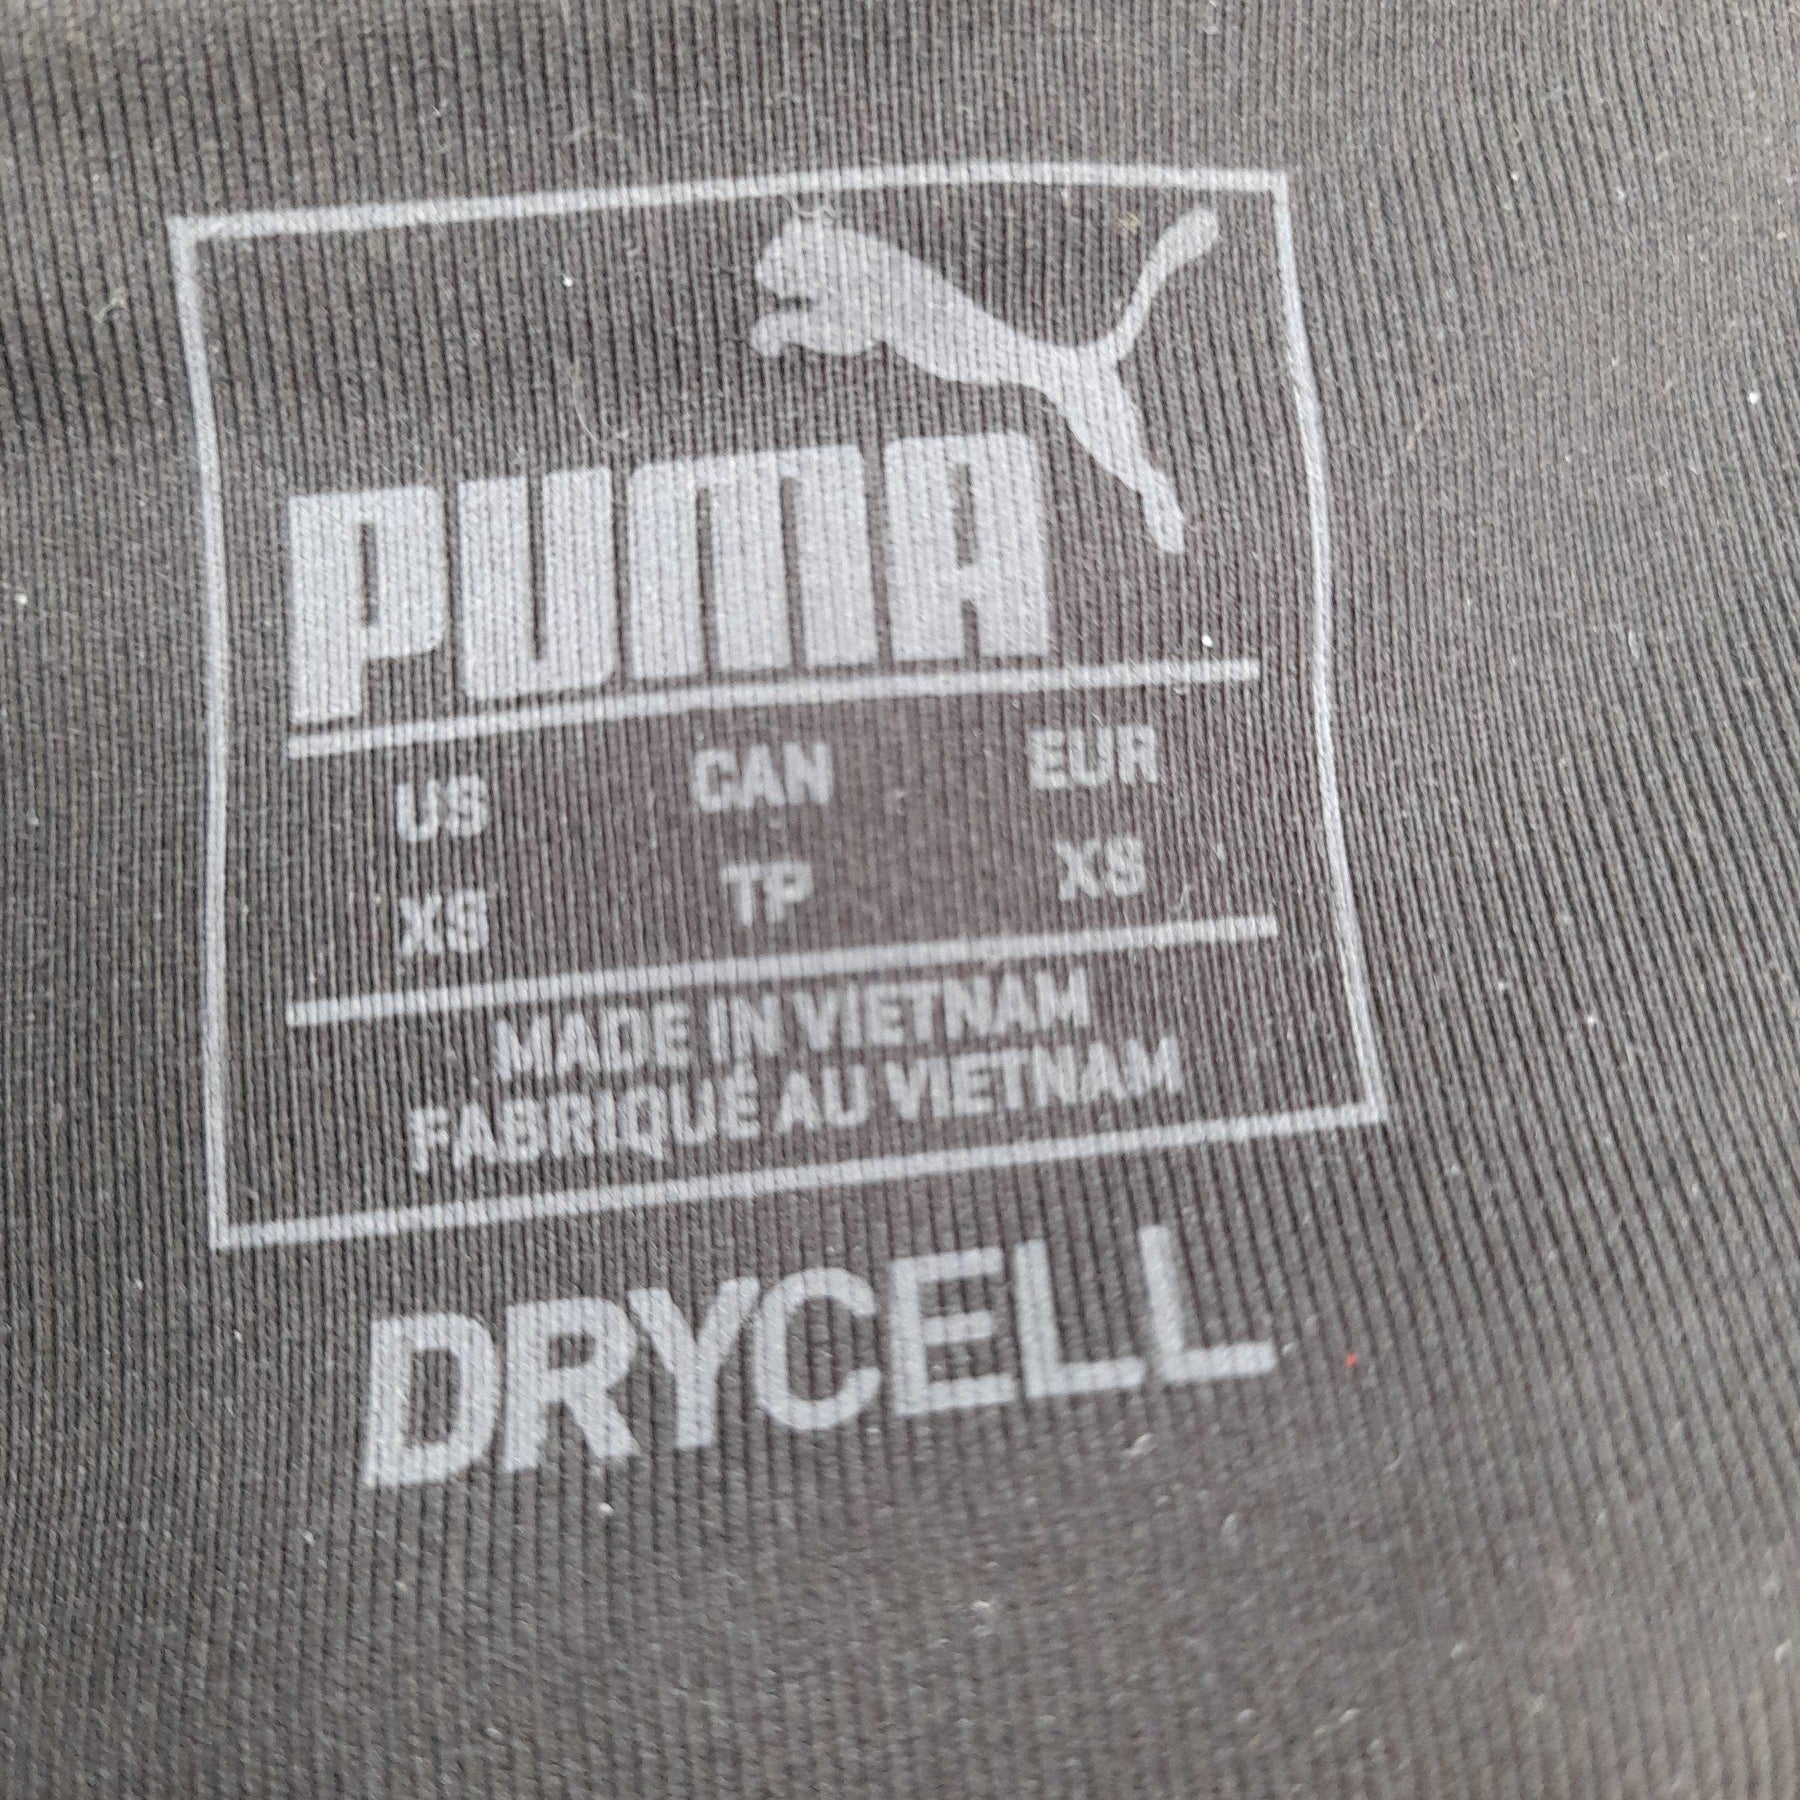 PUMA
US CAN EUR
XS TP XS
MADE IN VIETNAM
FABRIQUÉ AU VIETNAM
DRYCELL